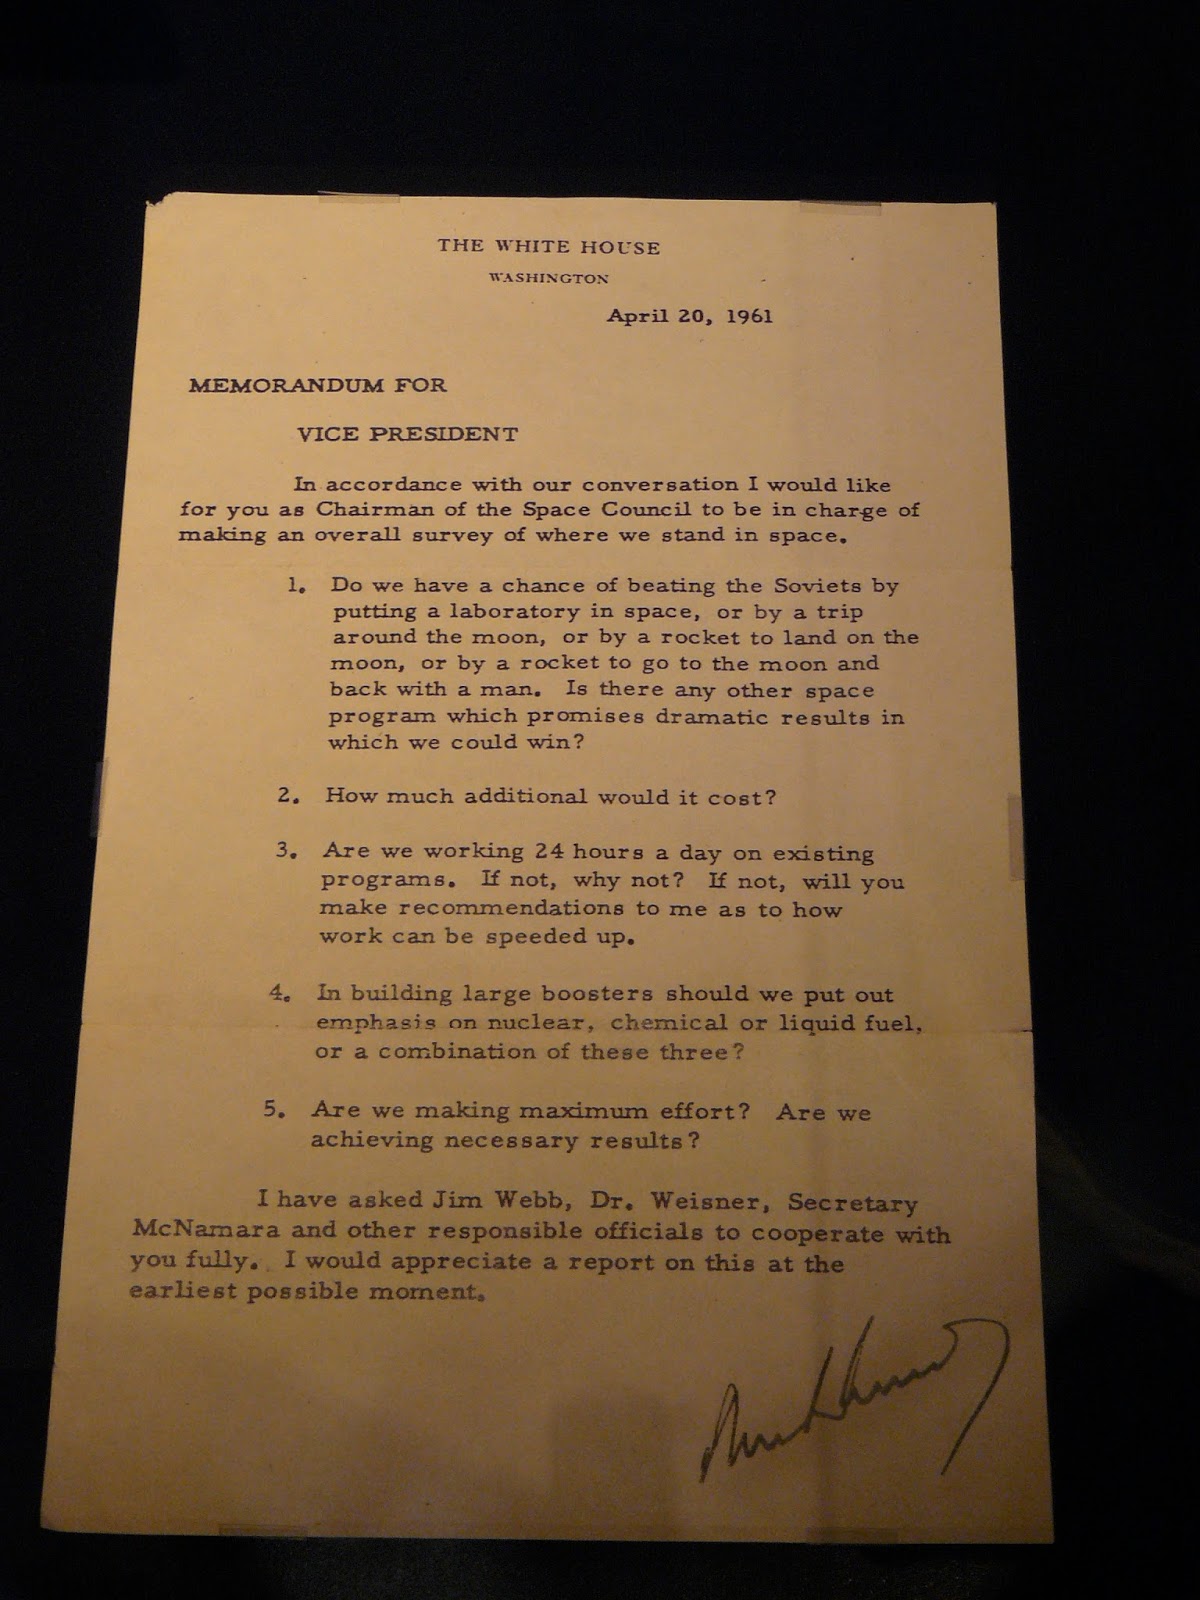 THE WHITE HOUSE
WASHINGTON
April 20, 1961
MEMORANDUM FOR
VICE PRESIDENT
In accordance with our conversation I would like
for you as Chairman of the Space Council to be in charge of
making an overall survey of where we stand in space.
1. Do we have a chance of beating the Soviets by
putting a laboratory in space, or by a trip
around the moon, or by a rocket to land on the
moon, or by a rocket to go to the moon and
back with a man. Is there any other space
program which promises dramatic results in
which we could win?
2. How much additional would it cost?
3. Are we working 24 hours a day on existing
programs. If not, why not? If not, will you
make recommendations to me as to how
work can be speeded up.
4. In building large boosters should we put out
emphasis on nuclear, chemical or liquid fuel,
or a combination of these three?
5. Are we making maximum effort? Are we
achieving necessary results?
I have asked Jim Webb, Dr. Weisner, Secretary
McNamara and other responsible officials to cooperate with
you fully. I would appreciate a report on this at the
earliest possible moment.